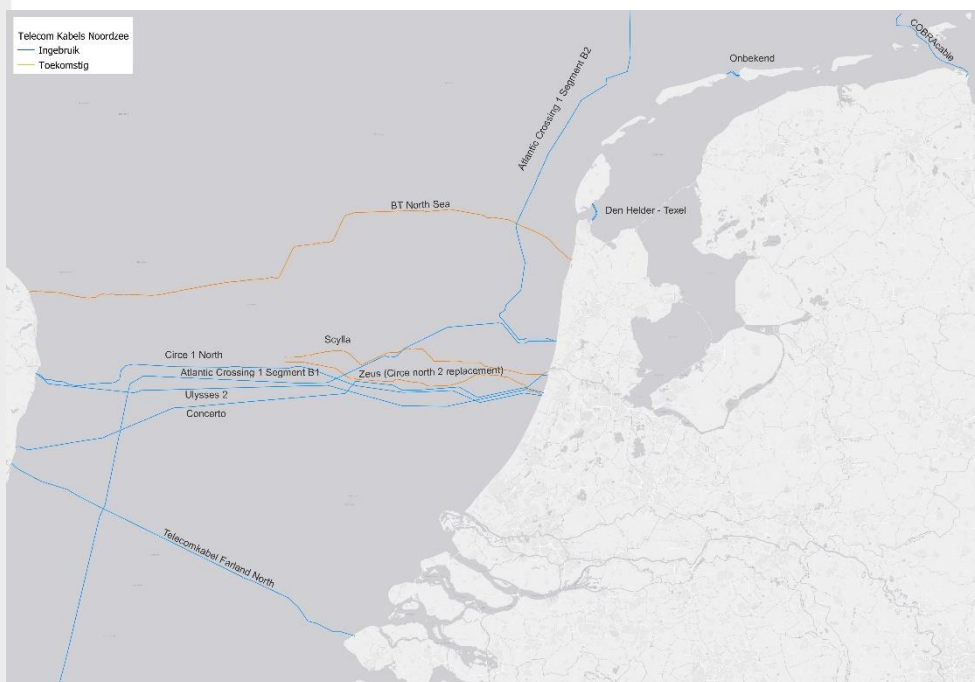 Telecom Kabels Noordzee
Ingebruik
Toekomstig
COBRAcable
Onbekend
Atlantic Crossing 1 Segment B2
BT North Sea
Den Helder - Texel
Scylla
Circe 1 North
Atlantic Crossing 1 Segment B1
Zeus (Circe north 2 replacement)
Ulysses 2
Concerto
Telecomkabel Farland North